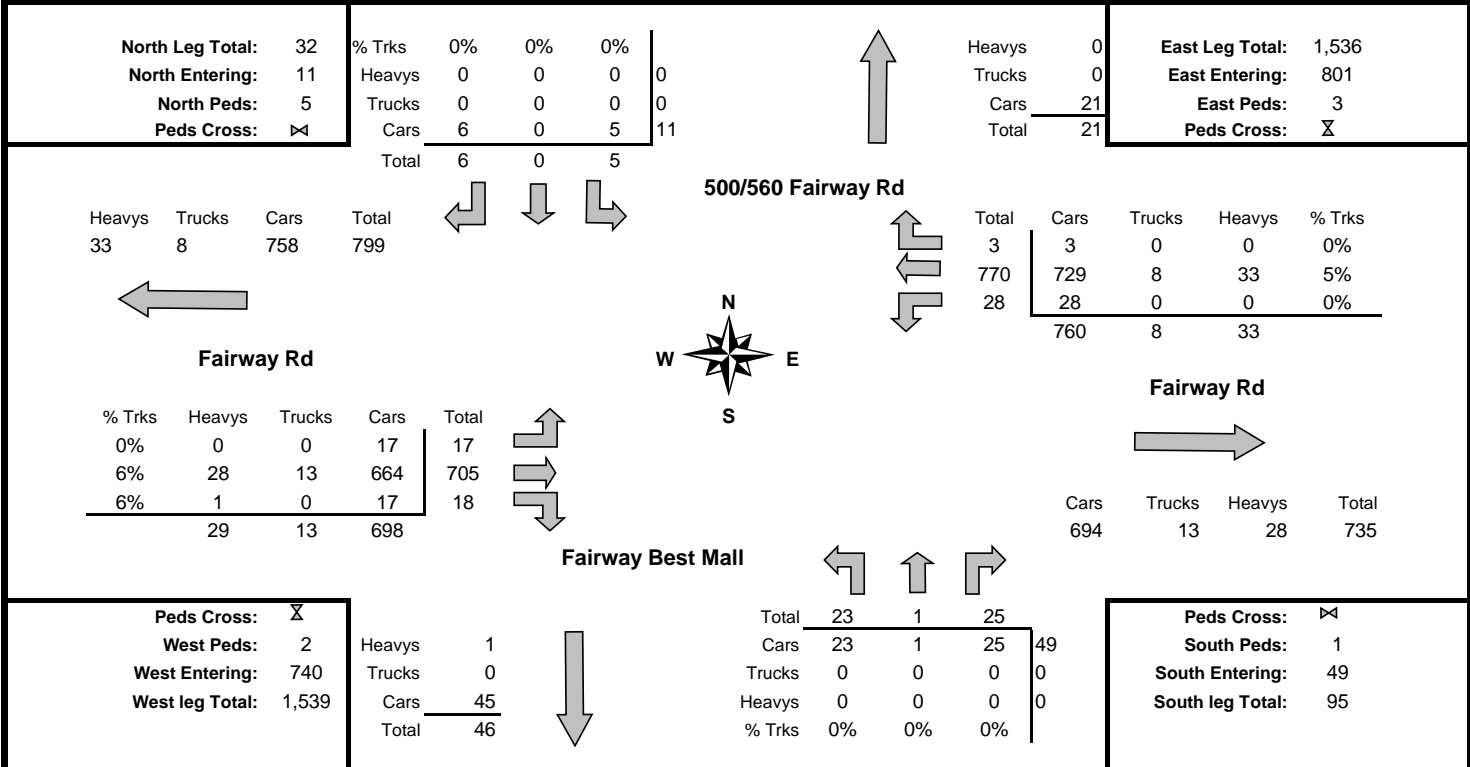 North Leg Total: 32
North Entering: 11
North Peds: 5
Peds Cross: ⋈
% Trks 0% 0% 0%
Heavys 0 0 0 0
Trucks 0 0 0 0
Cars 6 0 5 11
Total 6 0 5
Heavys 0
Trucks 0
Cars 21
Total 21
East Leg Total: 1,536
East Entering: 801
East Peds: 3
Peds Cross: ⧖
500/560 Fairway Rd
Heavys Trucks Cars Total
33 8 758 799
Total Cars Trucks Heavys % Trks
3 3 0 0 0%
770 729 8 33 5%
28 28 0 0 0%
760 8 33
Fairway Rd
N
W E
S
Fairway Rd
% Trks Heavys Trucks Cars Total
0% 0 0 17 17
6% 28 13 664 705
6% 1 0 17 18
29 13 698
Cars Trucks Heavys Total
694 13 28 735
Fairway Best Mall
Peds Cross: ⧖
West Peds: 2
West Entering: 740
West leg Total: 1,539
Heavys 1
Trucks 0
Cars 45
Total 46
Total 23 1 25
Cars 23 1 25 49
Trucks 0 0 0 0
Heavys 0 0 0 0
% Trks 0% 0% 0%
Peds Cross: ⋈
South Peds: 1
South Entering: 49
South leg Total: 95